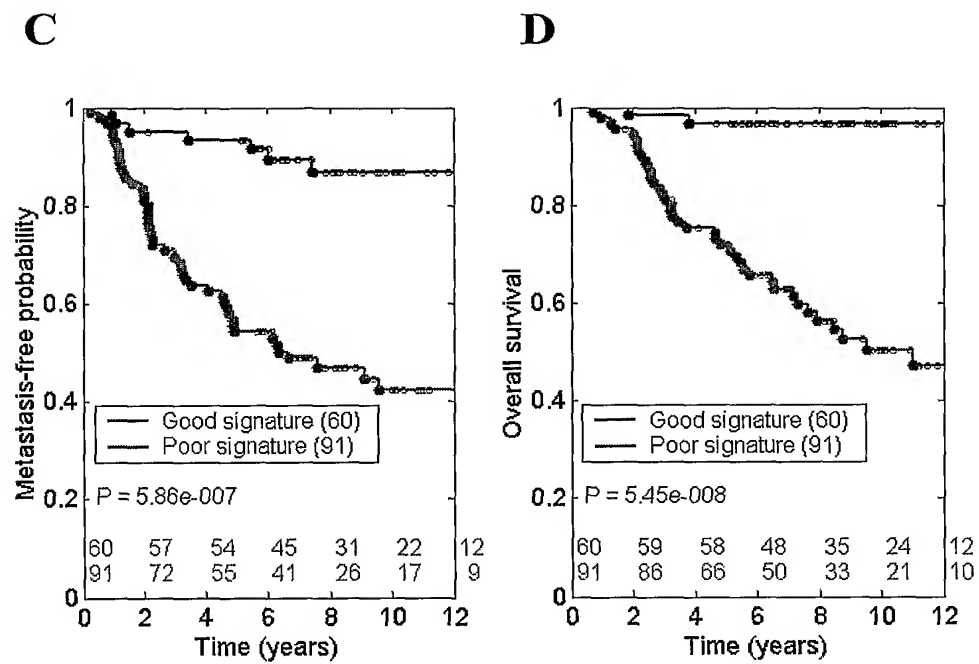 C
D
Metastasis-free probability
1
0.8
0.6
0.4
0.2
0
Good signature (60)
Poor signature (91)
P = 5.86e-007
60 57 54 45 31 22 12
91 72 55 41 26 17 9
0 2 4 6 8 10 12
Time (years)
Overall survival
1
0.8
0.6
0.4
0.2
0
Good signature (60)
Poor signature (91)
P = 5.45e-008
60 59 58 48 35 24 12
91 86 66 50 33 21 10
0 2 4 6 8 10 12
Time (years)